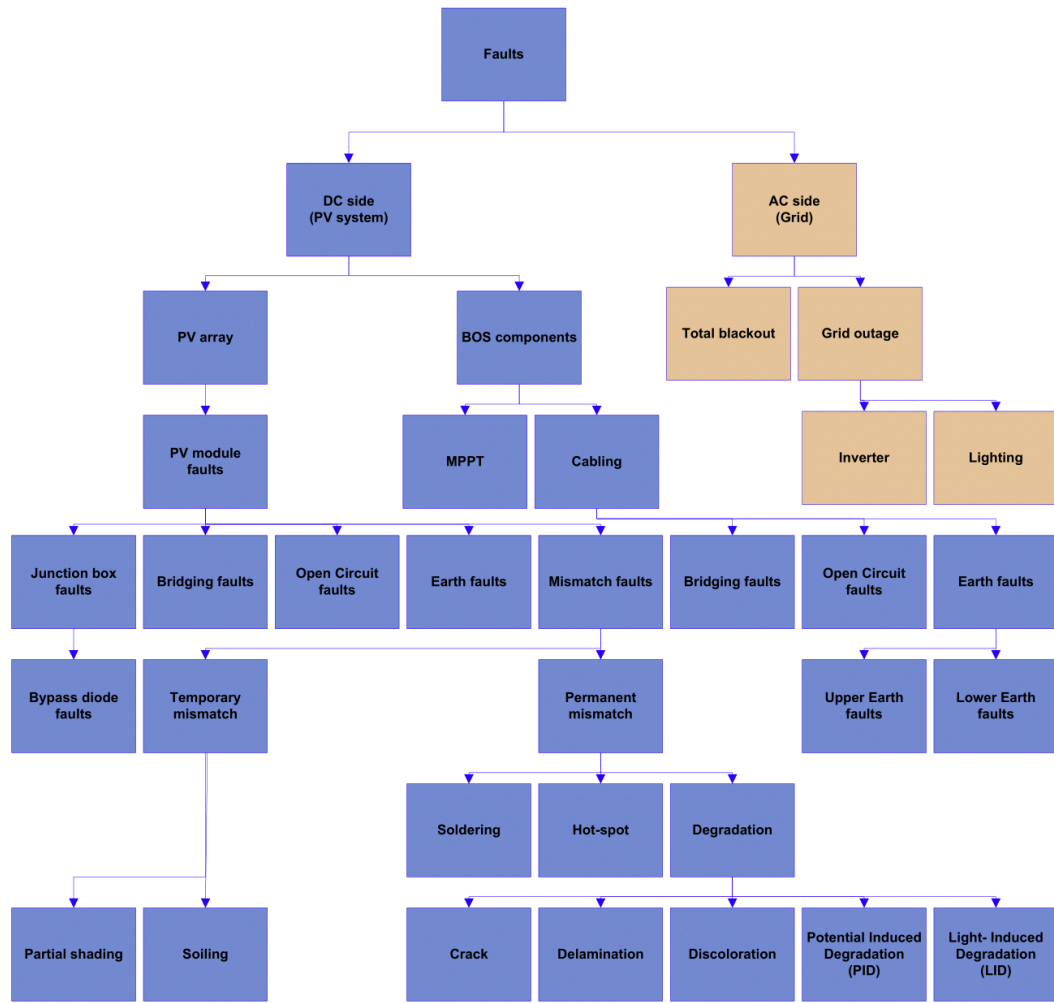 Faults
DC side
(PV system)
AC side
(Grid)
PV array
BOS components
Total blackout
Grid outage
PV module
faults
MPPT
Cabling
Inverter
Lighting
Junction box
faults
Bridging faults
Open Circuit
faults
Earth faults
Mismatch faults
Bridging faults
Open Circuit
faults
Earth faults
Bypass diode
faults
Temporary
mismatch
Permanent
mismatch
Upper Earth
faults
Lower Earth
faults
Soldering
Hot-spot
Degradation
Partial shading
Soiling
Crack
Delamination
Discoloration
Potential Induced
Degradation
(PID)
Light- Induced
Degradation
(LID)